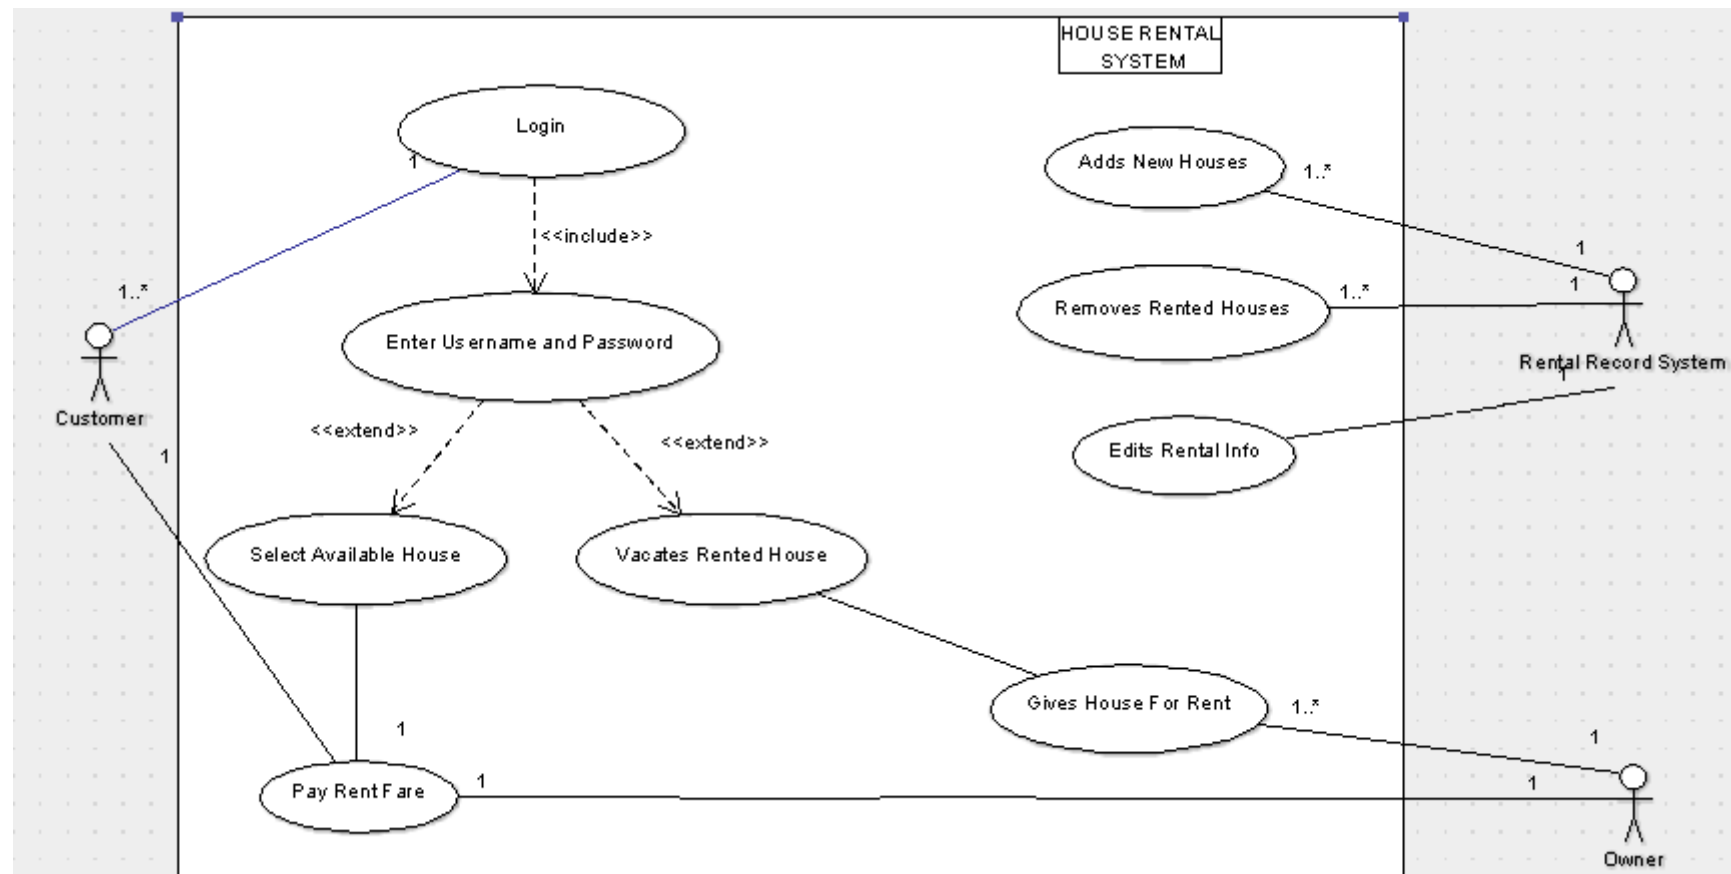 HOUSE RENTAL
SYSTEM
Login
1
Adds New Houses
1..*
<<include>>
1
1..*
1
1..*
Removes Rented Houses
Enter Username and Password
Rental Record System
1
Customer
<<extend>>
<<extend>>
1
Edits Rental Info
Select Available House
Vacates Rented House
Gives House For Rent
1..*
1
1
Pay Rent Fare
1
1
Owner